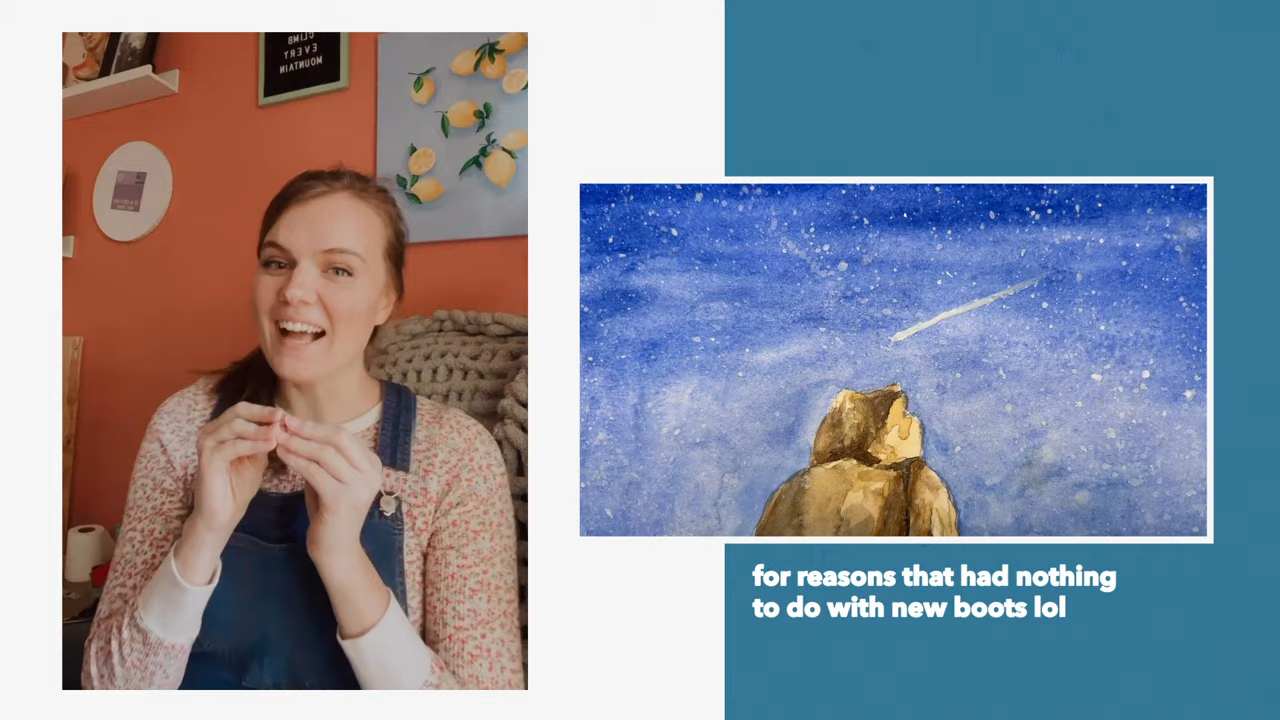 CLIMB
EVERY
MOUNTAIN
for reasons that had nothing
to do with new boots lol